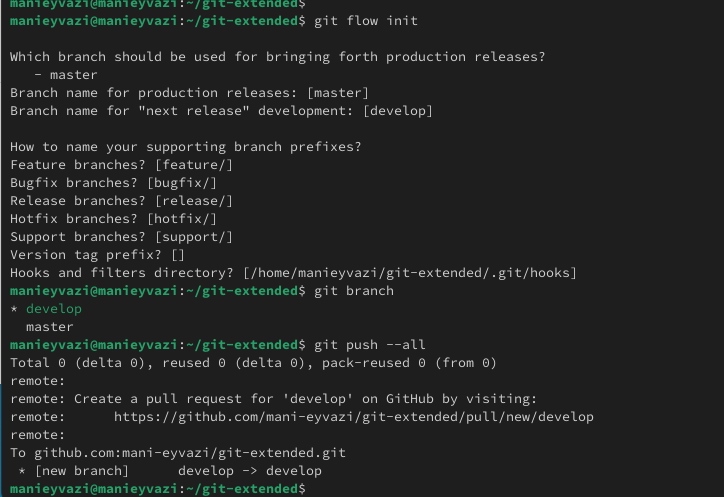 manieyvazi@manieyvazi:~/git-extended$
manieyvazi@manieyvazi:~/git-extended$ git flow init
Which branch should be used for bringing forth production releases?
   - master
Branch name for production releases: [master]
Branch name for "next release" development: [develop]
How to name your supporting branch prefixes?
Feature branches? [feature/]
Bugfix branches? [bugfix/]
Release branches? [release/]
Hotfix branches? [hotfix/]
Support branches? [support/]
Version tag prefix? []
Hooks and filters directory? [/home/manieyvazi/git-extended/.git/hooks]
manieyvazi@manieyvazi:~/git-extended$ git branch
* develop
  master
manieyvazi@manieyvazi:~/git-extended$ git push --all
Total 0 (delta 0), reused 0 (delta 0), pack-reused 0 (from 0)
remote:
remote: Create a pull request for 'develop' on GitHub by visiting:
remote:      https://github.com/mani-eyvazi/git-extended/pull/new/develop
remote:
To github.com:mani-eyvazi/git-extended.git
 * [new branch]      develop -> develop
manieyvazi@manieyvazi:~/git-extended$